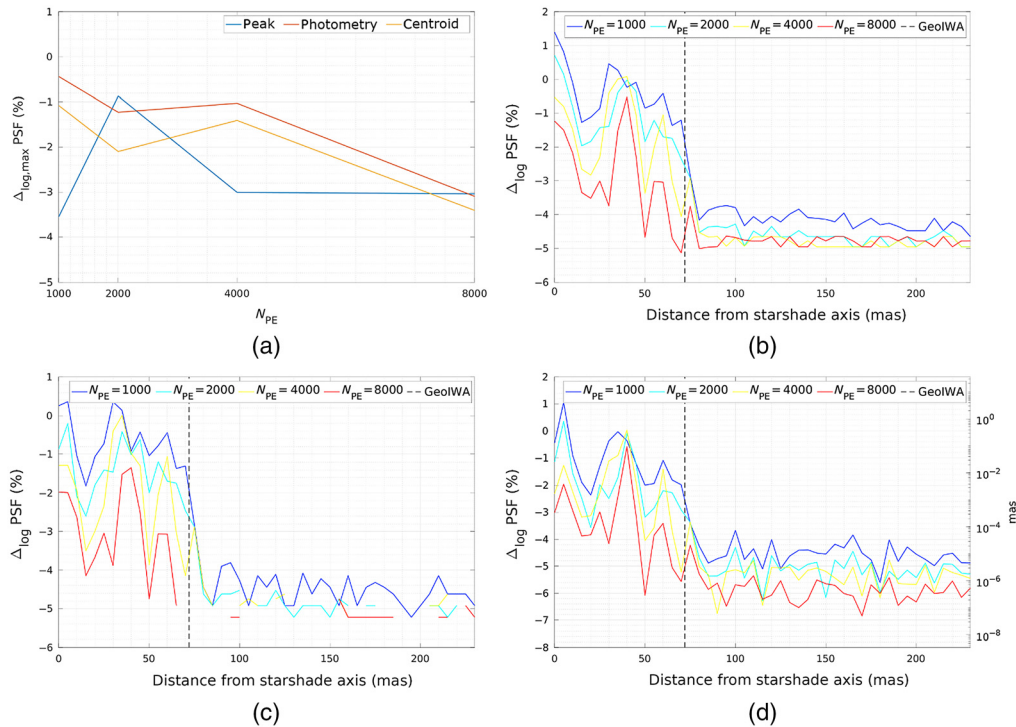 Peak Photometry Centroid
Δlog,max PSF (%)
1
0
−1
−2
−3
−4
−5
1000 2000 4000 8000
NPE
(a)
NPE=1000 NPE=2000 NPE=4000 NPE=8000 GeoIWA
Δlog PSF (%)
2
1
0
−1
−2
−3
−4
−5
−6
0 50 100 150 200
Distance from starshade axis (mas)
(b)
NPE=1000 NPE=2000 NPE=4000 NPE=8000 GeoIWA
Δlog PSF (%)
1
0
−1
−2
−3
−4
−5
−6
0 50 100 150 200
Distance from starshade axis (mas)
(c)
NPE=1000 NPE=2000 NPE=4000 NPE=8000 GeoIWA
Δlog PSF (%)
2
1
0
−1
−2
−3
−4
−5
−6
−7
−8
10⁰
10⁻²
10⁻⁴
10⁻⁶
10⁻⁸
mas
0 50 100 150 200
Distance from starshade axis (mas)
(d)